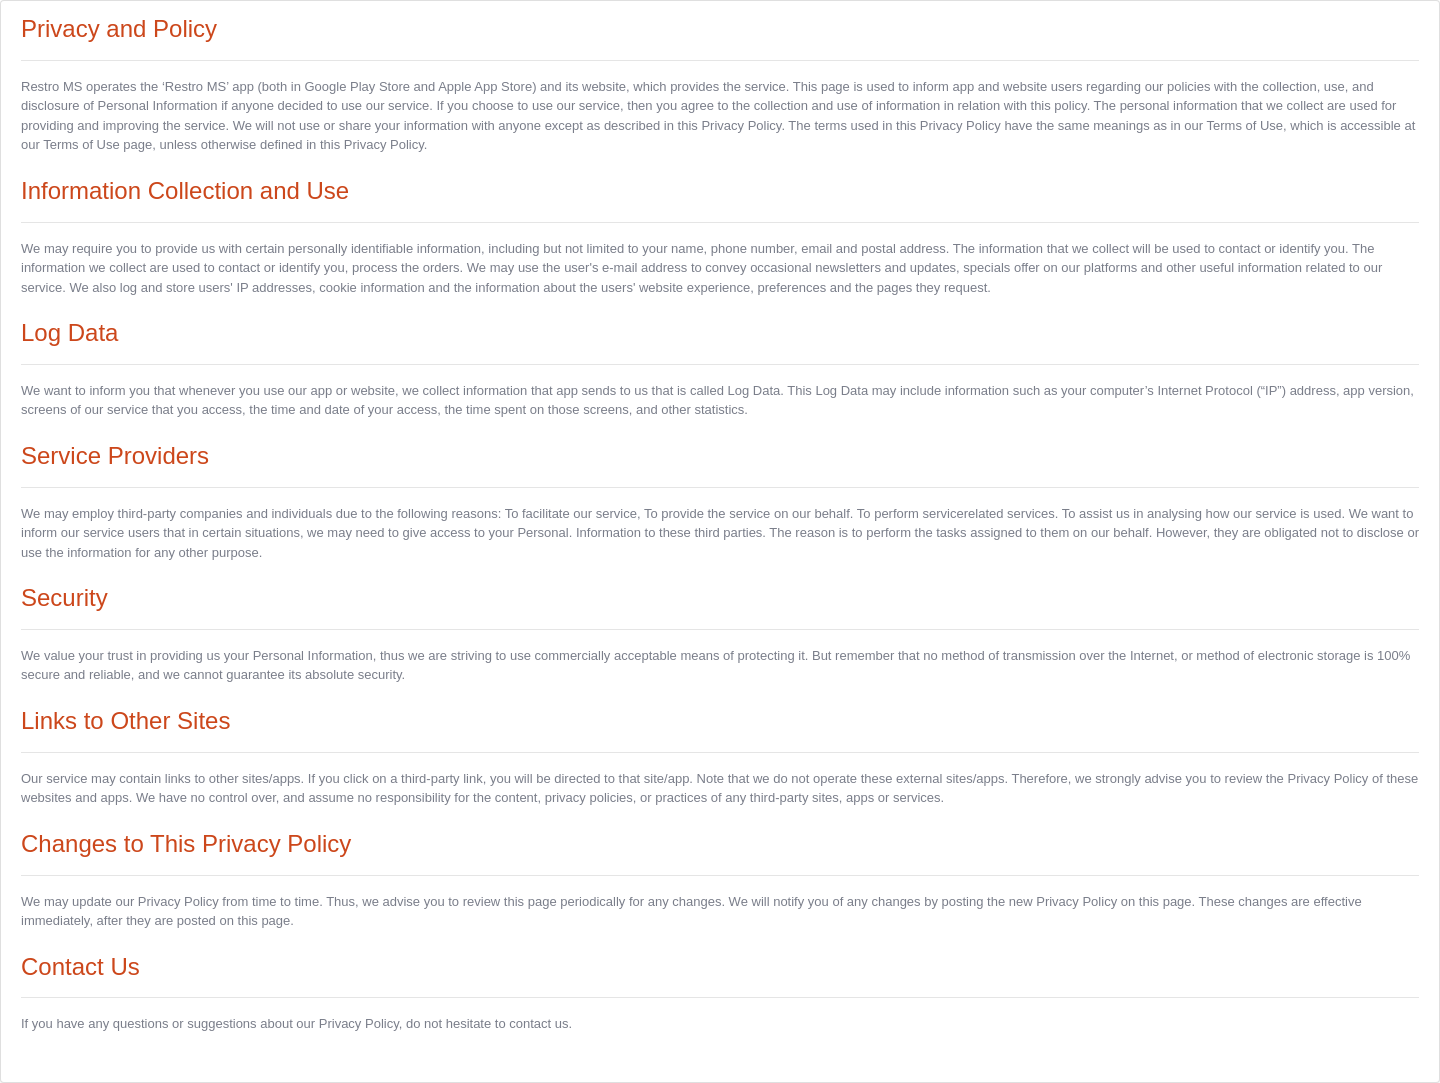 Privacy and Policy
Restro MS operates the ‘Restro MS’ app (both in Google Play Store and Apple App Store) and its website, which provides the service. This page is used to inform app and website users regarding our policies with the collection, use, and
disclosure of Personal Information if anyone decided to use our service. If you choose to use our service, then you agree to the collection and use of information in relation with this policy. The personal information that we collect are used for
providing and improving the service. We will not use or share your information with anyone except as described in this Privacy Policy. The terms used in this Privacy Policy have the same meanings as in our Terms of Use, which is accessible at
our Terms of Use page, unless otherwise defined in this Privacy Policy.
Information Collection and Use
We may require you to provide us with certain personally identifiable information, including but not limited to your name, phone number, email and postal address. The information that we collect will be used to contact or identify you. The
information we collect are used to contact or identify you, process the orders. We may use the user's e-mail address to convey occasional newsletters and updates, specials offer on our platforms and other useful information related to our
service. We also log and store users' IP addresses, cookie information and the information about the users' website experience, preferences and the pages they request.
Log Data
We want to inform you that whenever you use our app or website, we collect information that app sends to us that is called Log Data. This Log Data may include information such as your computer’s Internet Protocol (“IP”) address, app version,
screens of our service that you access, the time and date of your access, the time spent on those screens, and other statistics.
Service Providers
We may employ third-party companies and individuals due to the following reasons: To facilitate our service, To provide the service on our behalf. To perform servicerelated services. To assist us in analysing how our service is used. We want to
inform our service users that in certain situations, we may need to give access to your Personal. Information to these third parties. The reason is to perform the tasks assigned to them on our behalf. However, they are obligated not to disclose or
use the information for any other purpose.
Security
We value your trust in providing us your Personal Information, thus we are striving to use commercially acceptable means of protecting it. But remember that no method of transmission over the Internet, or method of electronic storage is 100%
secure and reliable, and we cannot guarantee its absolute security.
Links to Other Sites
Our service may contain links to other sites/apps. If you click on a third-party link, you will be directed to that site/app. Note that we do not operate these external sites/apps. Therefore, we strongly advise you to review the Privacy Policy of these
websites and apps. We have no control over, and assume no responsibility for the content, privacy policies, or practices of any third-party sites, apps or services.
Changes to This Privacy Policy
We may update our Privacy Policy from time to time. Thus, we advise you to review this page periodically for any changes. We will notify you of any changes by posting the new Privacy Policy on this page. These changes are effective
immediately, after they are posted on this page.
Contact Us
If you have any questions or suggestions about our Privacy Policy, do not hesitate to contact us.